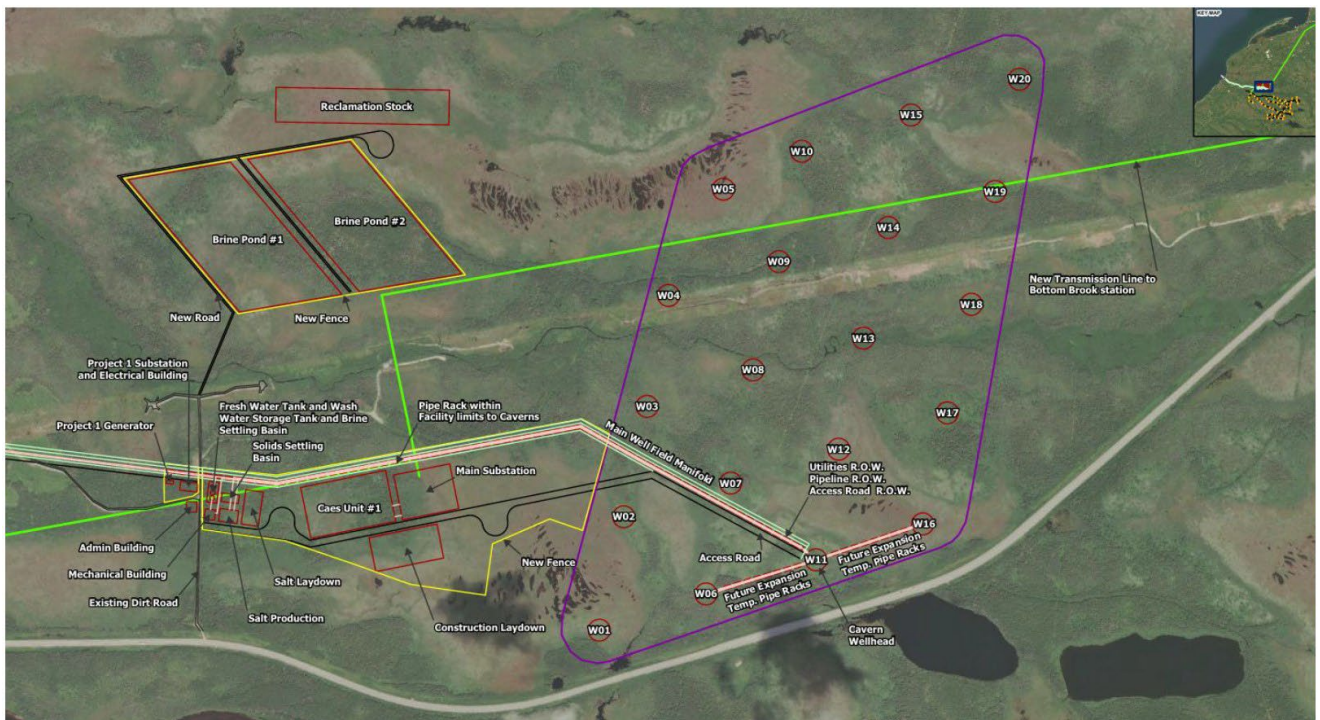 KEY MAP
W20
Reclamation Stock
W15
W10
W05
W19
Brine Pond #2
W14
Brine Pond #1
W09
New Transmission Line to
Bottom Brook station
W04
W18
New Road
New Fence
W13
Project 1 Substation
and Electrical Building
W08
Fresh Water Tank and Wash
Water Storage Tank and Brine
Settling Basin
Pipe Rack within
Facility limits to Caverns
W03
W17
Project 1 Generator
Solids Settling
Basin
Main Well Field Manifold
W12
Utilities R.O.W.
Pipeline R.O.W.
Access Road R.O.W.
Main Substation
W07
Caes Unit #1
W02
W16
Admin Building
New Fence
Access Road
W11
Future Expansion
Temp. Pipe Racks
Mechanical Building
Salt Laydown
W06
Future Expansion
Temp. Pipe Racks
Existing Dirt Road
Salt Production
Construction Laydown
W01
Cavern
Wellhead